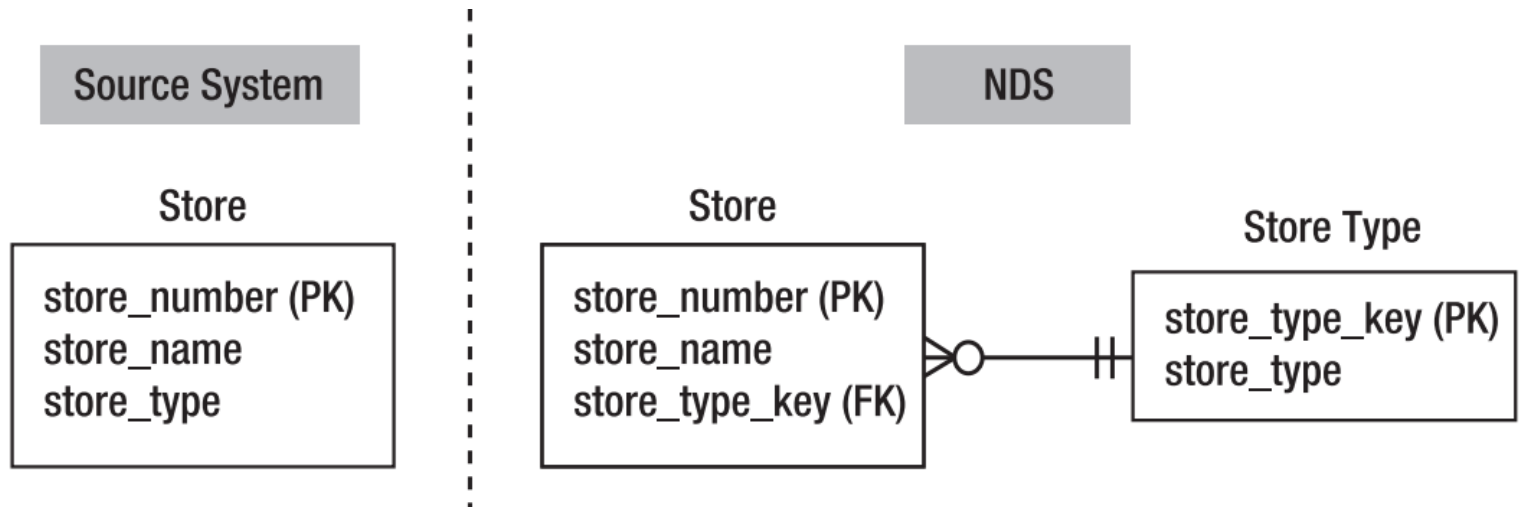 Source System
NDS
Store
store_number (PK)
store_name
store_type
Store
store_number (PK)
store_name
store_type_key (FK)
Store Type
store_type_key (PK)
store_type